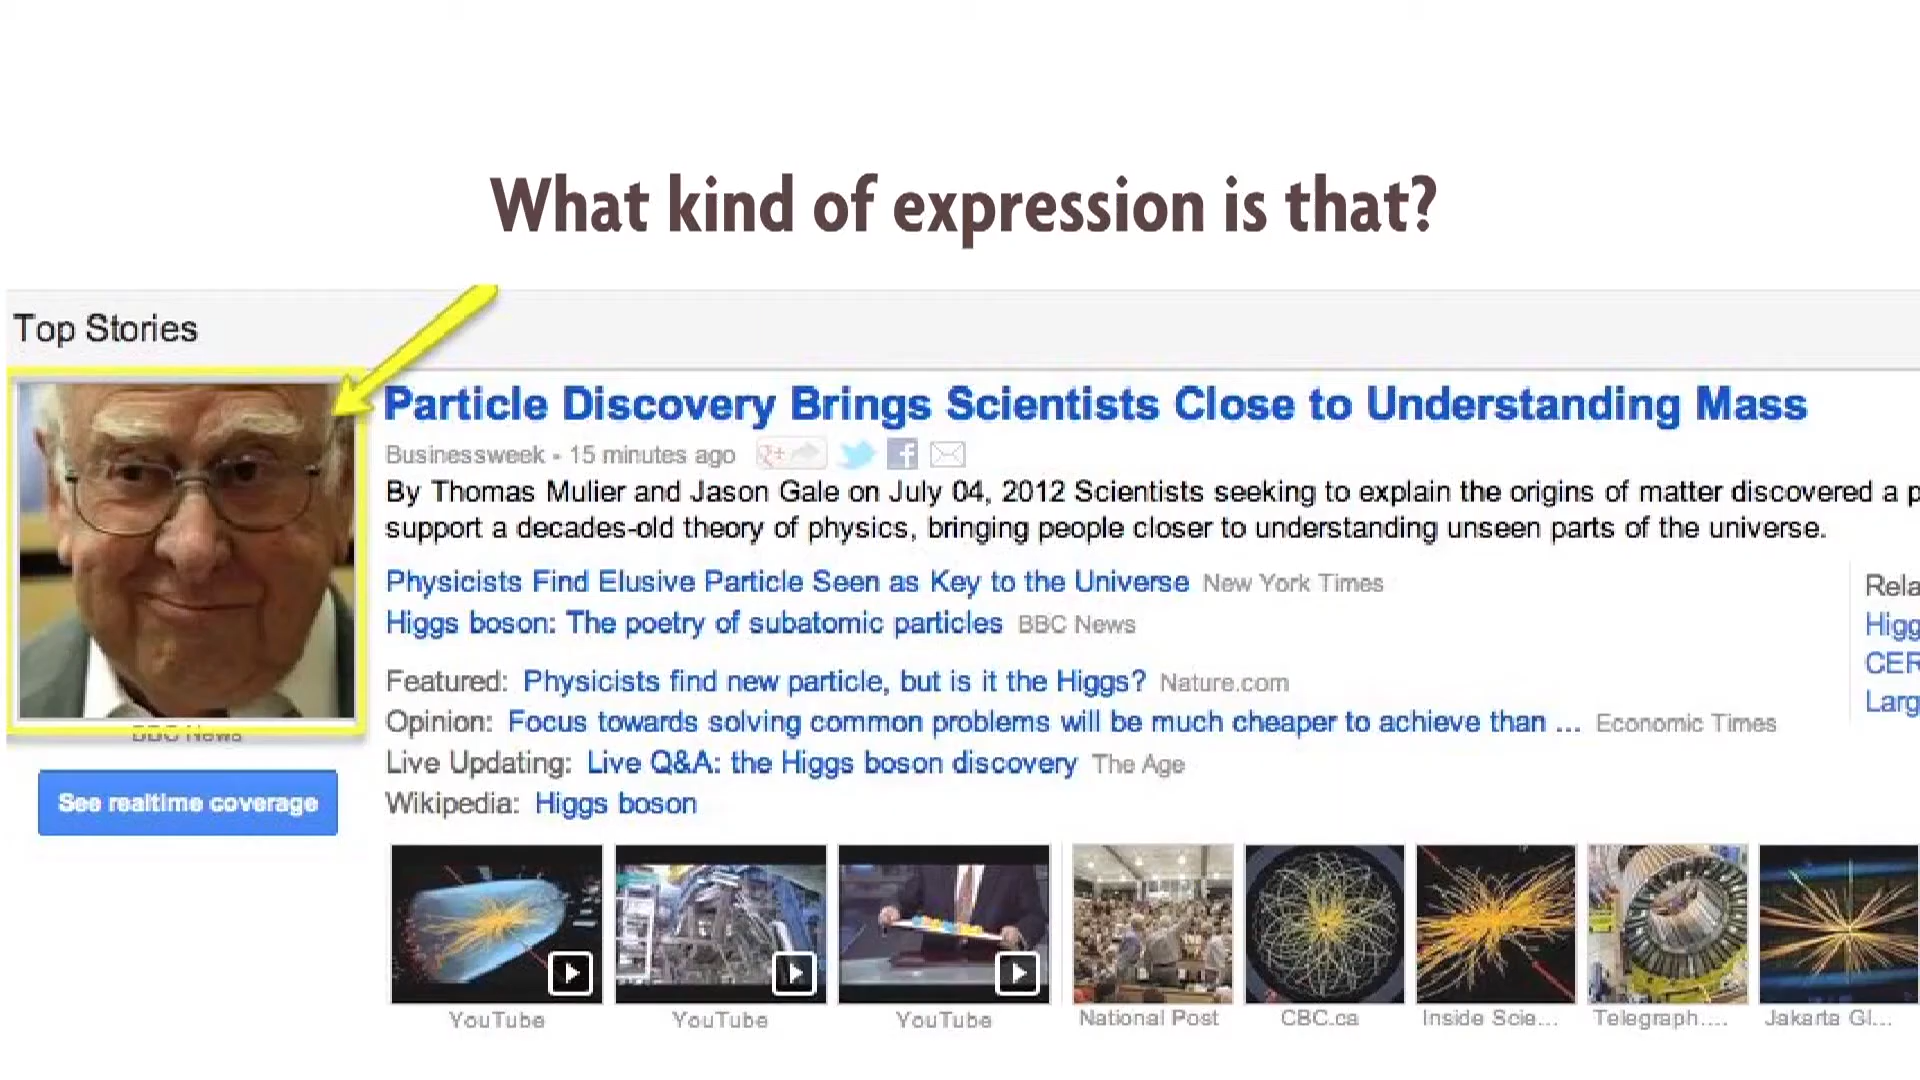 What kind of expression is that?
Top Stories
Particle Discovery Brings Scientists Close to Understanding Mass
Businessweek - 15 minutes ago
By Thomas Mulier and Jason Gale on July 04, 2012 Scientists seeking to explain the origins of matter discovered a p
support a decades-old theory of physics, bringing people closer to understanding unseen parts of the universe.
Physicists Find Elusive Particle Seen as Key to the Universe New York Times
Higgs boson: The poetry of subatomic particles BBC News
Featured: Physicists find new particle, but is it the Higgs? Nature.com
Opinion: Focus towards solving common problems will be much cheaper to achieve than ... Economic Times
Live Updating: Live Q&A: the Higgs boson discovery The Age
Wikipedia: Higgs boson
BBC News
See realtime coverage
Rela
Higg
CER
Larg
YouTube
YouTube
YouTube
National Post
CBC.ca
Inside Scie...
Telegraph....
Jakarta Gl...